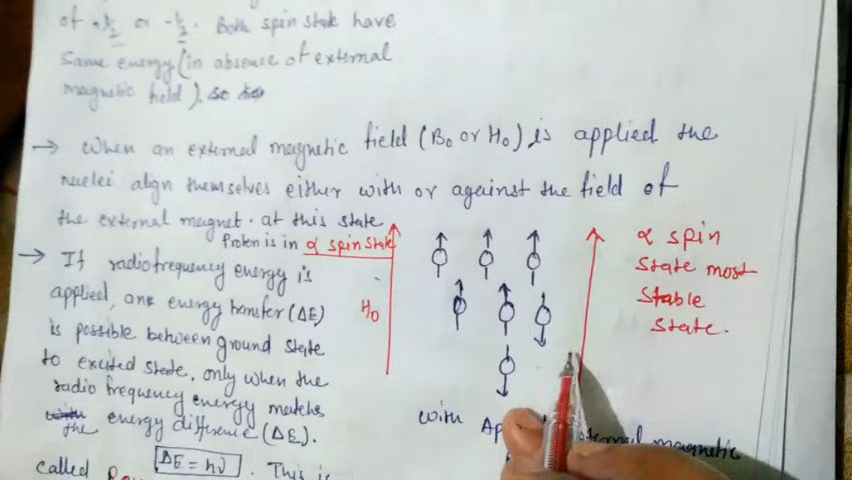 of +½ or -½. Both spin state have
same energy (in absence of external
magnetic field). so
→ When an external magnetic field (B₀ or H₀) is applied the
nuclei align themselves either with or against the field of
the external magnet. at this state
Proton is in α spin state
→ If radiofrequency energy is
applied, one energy transfer (ΔE)
is possible between ground state
to excited state, only when the
radio frequency energy matches
the energy difference (ΔE).
called
ΔE = hν . This is
H₀
α spin
state most
stable
state.
with
magnetic